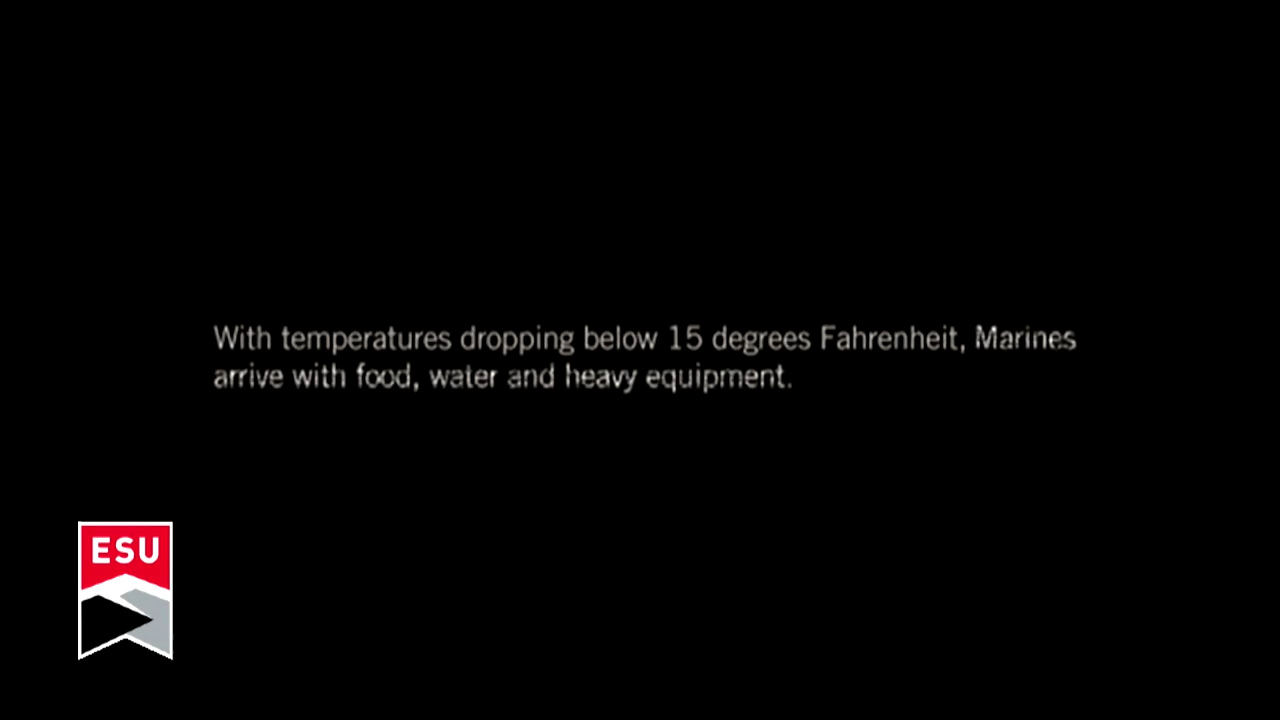 With temperatures dropping below 15 degrees Fahrenheit, Marines
arrive with food, water and heavy equipment.
ESU